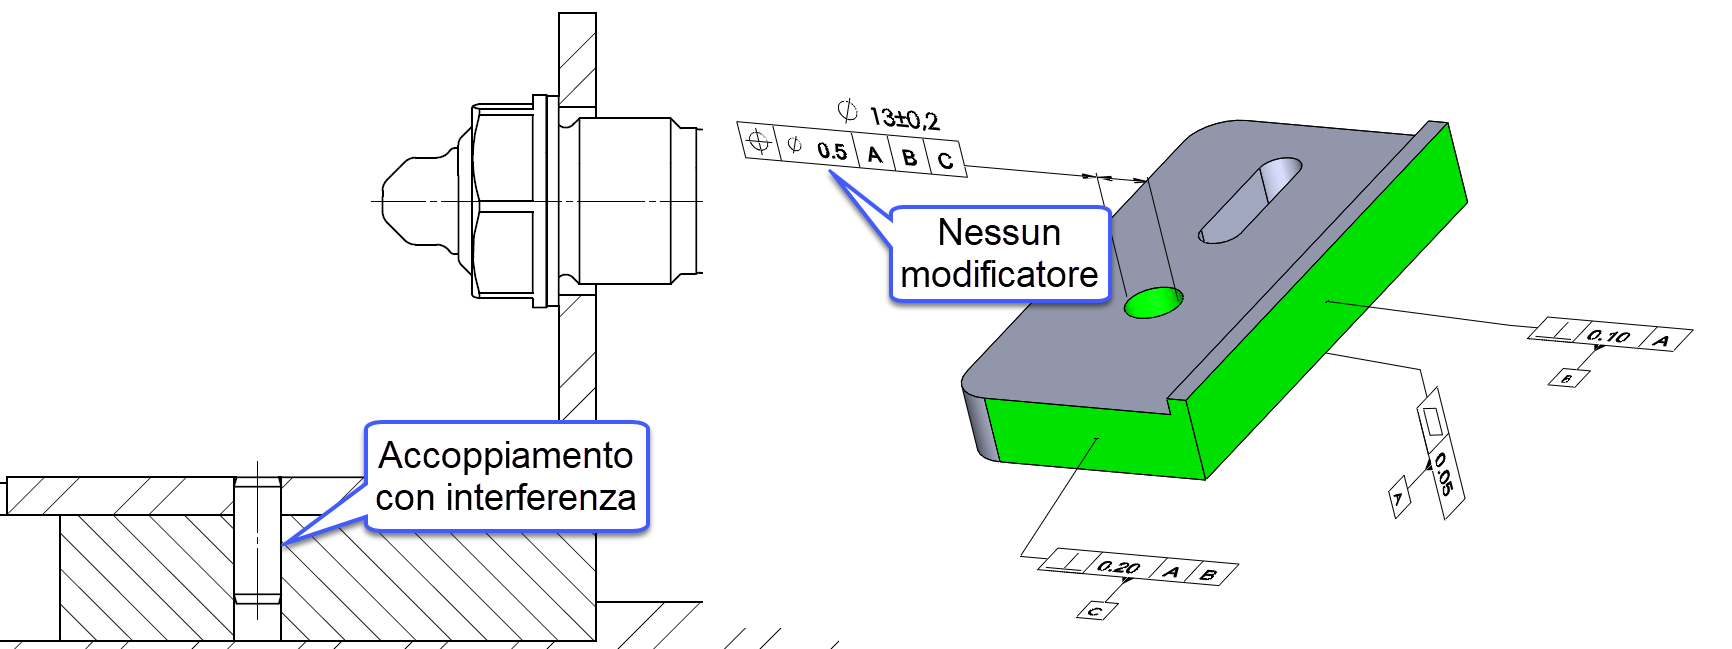 ⌀ 13±0,2
⌖ ⌀ 0.5 A B C
Nessun
modificatore
⊥ 0.10 A
B
Accoppiamento
con interferenza
⏥ 0.05
A
⊥ 0.20 A B
C